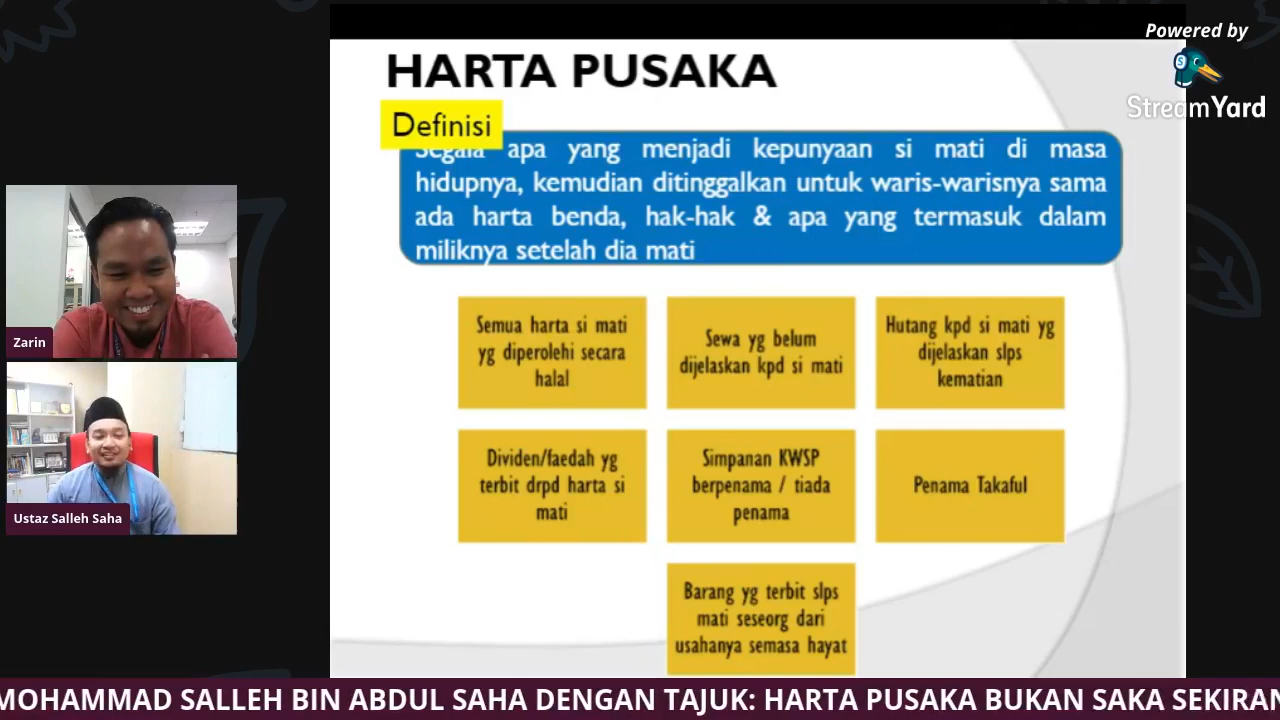 Powered by
StreamYard
HARTA PUSAKA
Definisi
Segala apa yang menjadi kepunyaan si mati di masa
hidupnya, kemudian ditinggalkan untuk waris-warisnya sama
ada harta benda, hak-hak & apa yang termasuk dalam
miliknya setelah dia mati
Semua harta si mati
yg diperolehi secara
halal
Sewa yg belum
dijelaskan kpd si mati
Hutang kpd si mati yg
dijelaskan slps
kematian
Dividen/faedah yg
terbit drpd harta si
mati
Simpanan KWSP
berpenama / tiada
penama
Penama Takaful
Barang yg terbit slps
mati seseorg dari
usahanya semasa hayat
Zarin
Ustaz Salleh Saha
MOHAMMAD SALLEH BIN ABDUL SAHA DENGAN TAJUK: HARTA PUSAKA BUKAN SAKA SEKIRAN